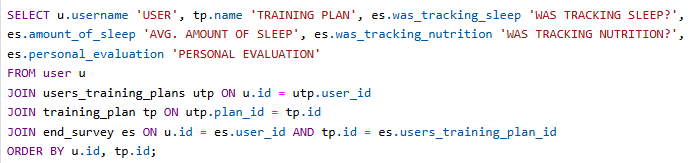 SELECT u.username 'USER', tp.name 'TRAINING PLAN', es.was_tracking_sleep 'WAS TRACKING SLEEP?',
es.amount_of_sleep 'AVG. AMOUNT OF SLEEP', es.was_tracking_nutrition 'WAS TRACKING NUTRITION?',
es.personal_evaluation 'PERSONAL EVALUATION'
FROM user u
JOIN users_training_plans utp ON u.id = utp.user_id
JOIN training_plan tp ON utp.plan_id = tp.id
JOIN end_survey es ON u.id = es.user_id AND tp.id = es.users_training_plan_id
ORDER BY u.id, tp.id;